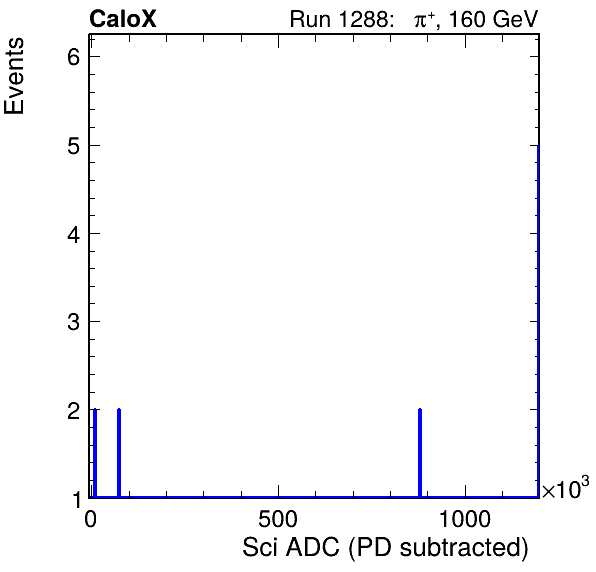 CaloX
Run 1288: π⁺, 160 GeV
Events
6
5
4
3
2
1
0
500
1000
×10³
Sci ADC (PD subtracted)